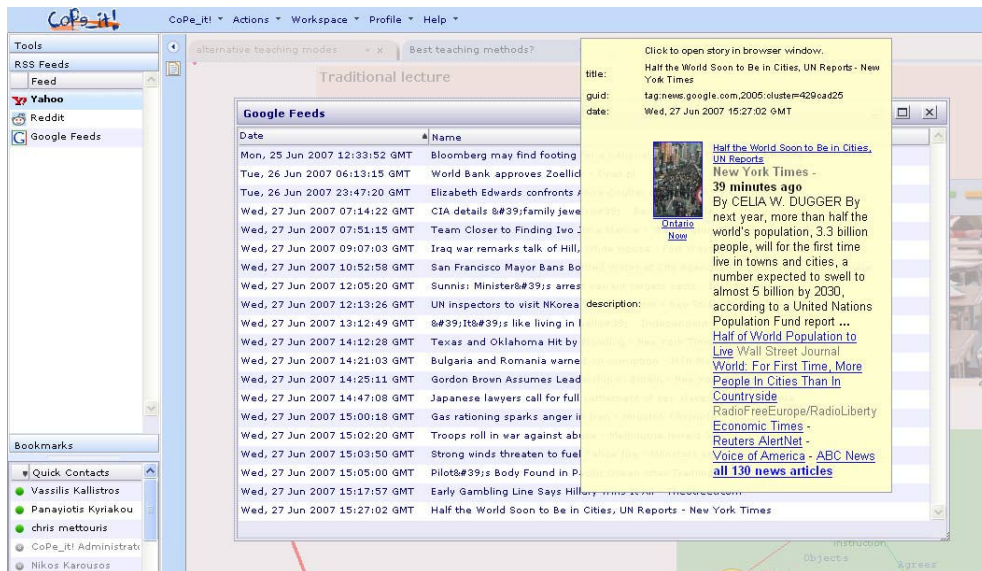 CoPe_it!
CoPe_it! Actions Workspace Profile Help
Tools
RSS Feeds
Feed
Yahoo
Reddit
Google Feeds
Bookmarks
Quick Contacts
Vassilis Kallistros
Panayiotis Kyriakou
chris mettouris
CoPe_it! Administrato
Nikos Karousos
alternative teaching modes
Best teaching methods?
Traditional lecture
Google Feeds
Date Name
Mon, 25 Jun 2007 12:33:52 GMT Bloomberg may find footing
Tue, 26 Jun 2007 06:13:15 GMT World Bank approves Zoellic
Tue, 26 Jun 2007 23:47:20 GMT Elizabeth Edwards confronts
Wed, 27 Jun 2007 07:14:22 GMT CIA details &#39;family jewe
Wed, 27 Jun 2007 07:51:15 GMT Team Closer to Finding Ivo
Wed, 27 Jun 2007 09:07:03 GMT Iraq war remarks talk of Hill,
Wed, 27 Jun 2007 10:52:58 GMT San Francisco Mayor Bans Bo
Wed, 27 Jun 2007 12:05:20 GMT Sunnis: Minister&#39;s arres
Wed, 27 Jun 2007 12:13:26 GMT UN inspectors to visit NKorea
Wed, 27 Jun 2007 13:12:49 GMT &#39;It&#39;s like living in
Wed, 27 Jun 2007 14:12:28 GMT Texas and Oklahoma Hit by
Wed, 27 Jun 2007 14:21:03 GMT Bulgaria and Romania warne
Wed, 27 Jun 2007 14:25:11 GMT Gordon Brown Assumes Lead
Wed, 27 Jun 2007 14:47:08 GMT Japanese lawyers call for full
Wed, 27 Jun 2007 15:00:18 GMT Gas rationing sparks anger i
Wed, 27 Jun 2007 15:02:20 GMT Troops roll in war against ab
Wed, 27 Jun 2007 15:03:50 GMT Strong winds threaten to fuel
Wed, 27 Jun 2007 15:05:00 GMT Pilot&#39;s Body Found in P
Wed, 27 Jun 2007 15:17:57 GMT Early Gambling Line Says Hillary Wins It All - TheStreet.com
Wed, 27 Jun 2007 15:27:02 GMT Half the World Soon to Be in Cities, UN Reports - New York Times
Click to open story in browser window.
title: Half the World Soon to Be in Cities, UN Reports - New
York Times
guid: tag:news.google.com,2005:cluster=429cad25
date: Wed, 27 Jun 2007 15:27:02 GMT
description:
Ontario
Now
Half the World Soon to Be in Cities,
UN Reports
New York Times -
39 minutes ago
By CELIA W. DUGGER By
next year, more than half the
world's population, 3.3 billion
people, will for the first time
live in towns and cities, a
number expected to swell to
almost 5 billion by 2030,
according to a United Nations
Population Fund report ...
Half of World Population to
Live Wall Street Journal
World: For First Time, More
People In Cities Than In
Countryside
RadioFreeEurope/RadioLiberty
Economic Times -
Reuters AlertNet -
Voice of America - ABC News
all 130 news articles
Instruction
Objects
Agrees